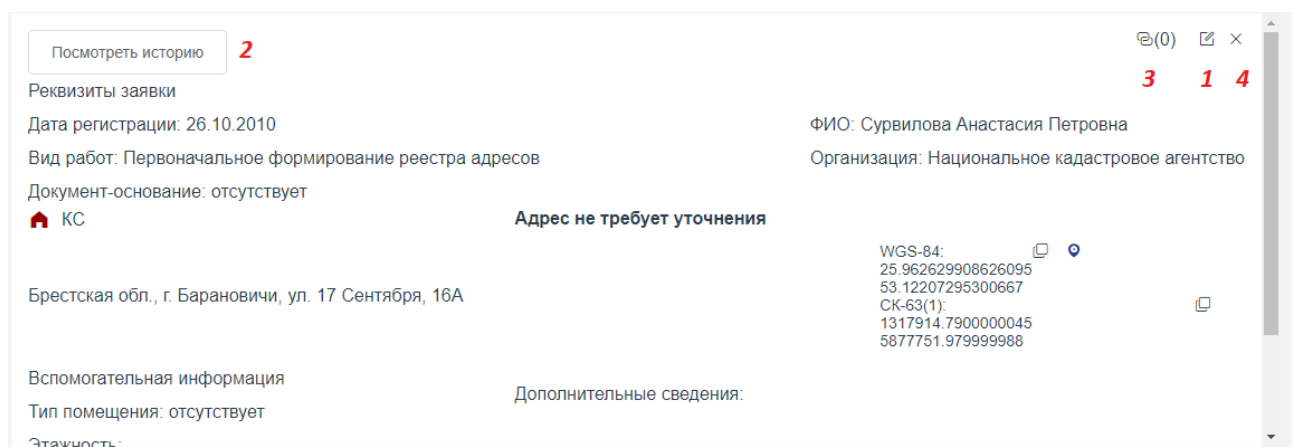 Посмотреть историю 2 (0)
3 1 4
Реквизиты заявки
Дата регистрации: 26.10.2010 ФИО: Сурвилова Анастасия Петровна
Вид работ: Первоначальное формирование реестра адресов Организация: Национальное кадастровое агентство
Документ-основание: отсутствует
КС Адрес не требует уточнения
WGS-84:
25.962629908626095
53.12207295300667
Брестская обл., г. Барановичи, ул. 17 Сентября, 16А
СК-63(1):
1317914.7900000045
5877751.979999988
Вспомогательная информация
Дополнительные сведения:
Тип помещения: отсутствует
Этажность: